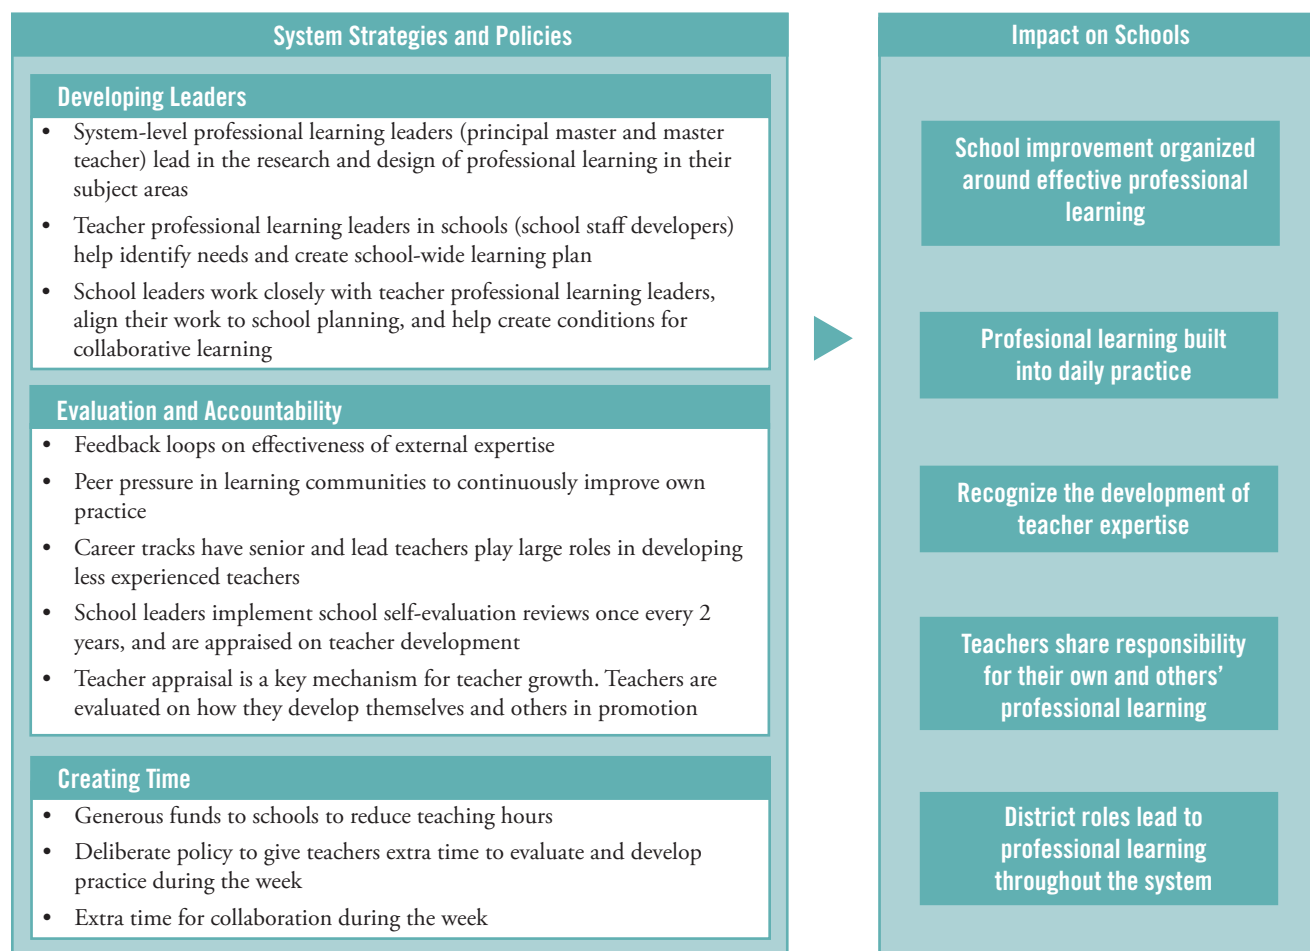 System Strategies and Policies
Developing Leaders
• System-level professional learning leaders (principal master and master
teacher) lead in the research and design of professional learning in their
subject areas
• Teacher professional learning leaders in schools (school staff developers)
help identify needs and create school-wide learning plan
• School leaders work closely with teacher professional learning leaders,
align their work to school planning, and help create conditions for
collaborative learning
Evaluation and Accountability
• Feedback loops on effectiveness of external expertise
• Peer pressure in learning communities to continuously improve own
practice
• Career tracks have senior and lead teachers play large roles in developing
less experienced teachers
• School leaders implement school self-evaluation reviews once every 2
years, and are appraised on teacher development
• Teacher appraisal is a key mechanism for teacher growth. Teachers are
evaluated on how they develop themselves and others in promotion
Creating Time
• Generous funds to schools to reduce teaching hours
• Deliberate policy to give teachers extra time to evaluate and develop
practice during the week
• Extra time for collaboration during the week
Impact on Schools
School improvement organized
around effective professional
learning
Profesional learning built
into daily practice
Recognize the development of
teacher expertise
Teachers share responsibility
for their own and others’
professional learning
District roles lead to
professional learning
throughout the system